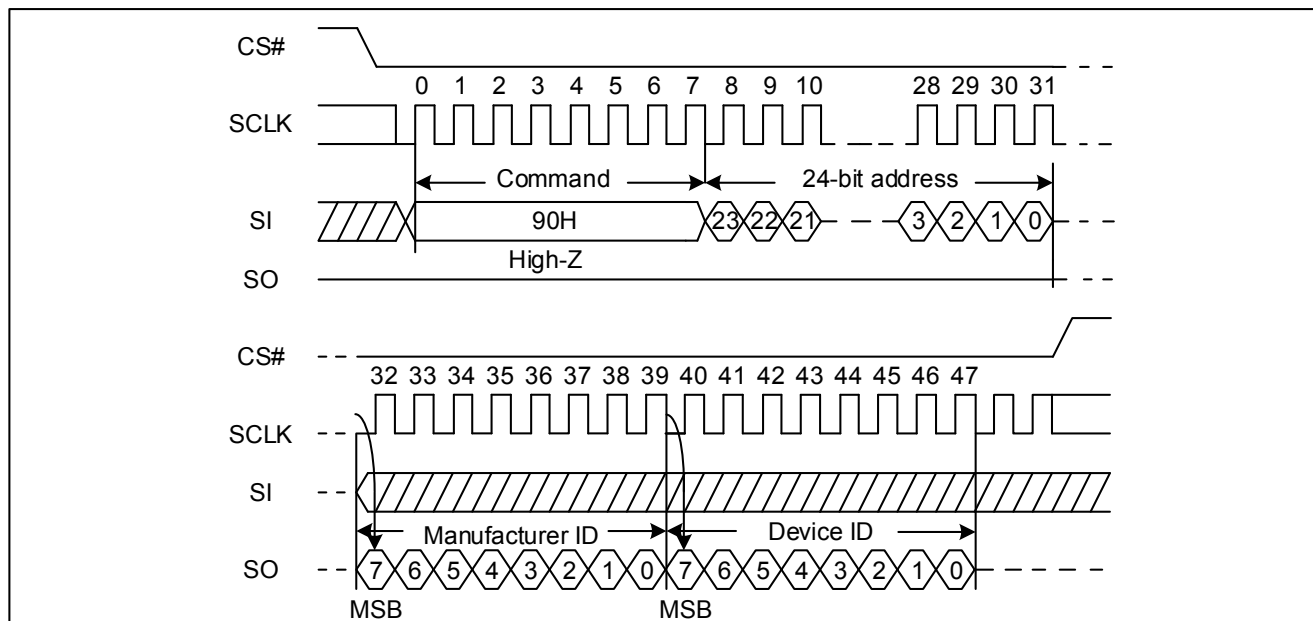 CS#
0 1 2 3 4 5 6 7 8 9 10 28 29 30 31
SCLK
Command 24-bit address
SI 90H 23 22 21 3 2 1 0
High-Z
SO
CS#
32 33 34 35 36 37 38 39 40 41 42 43 44 45 46 47
SCLK
SI
Manufacturer ID Device ID
SO 7 6 5 4 3 2 1 0 7 6 5 4 3 2 1 0
MSB MSB